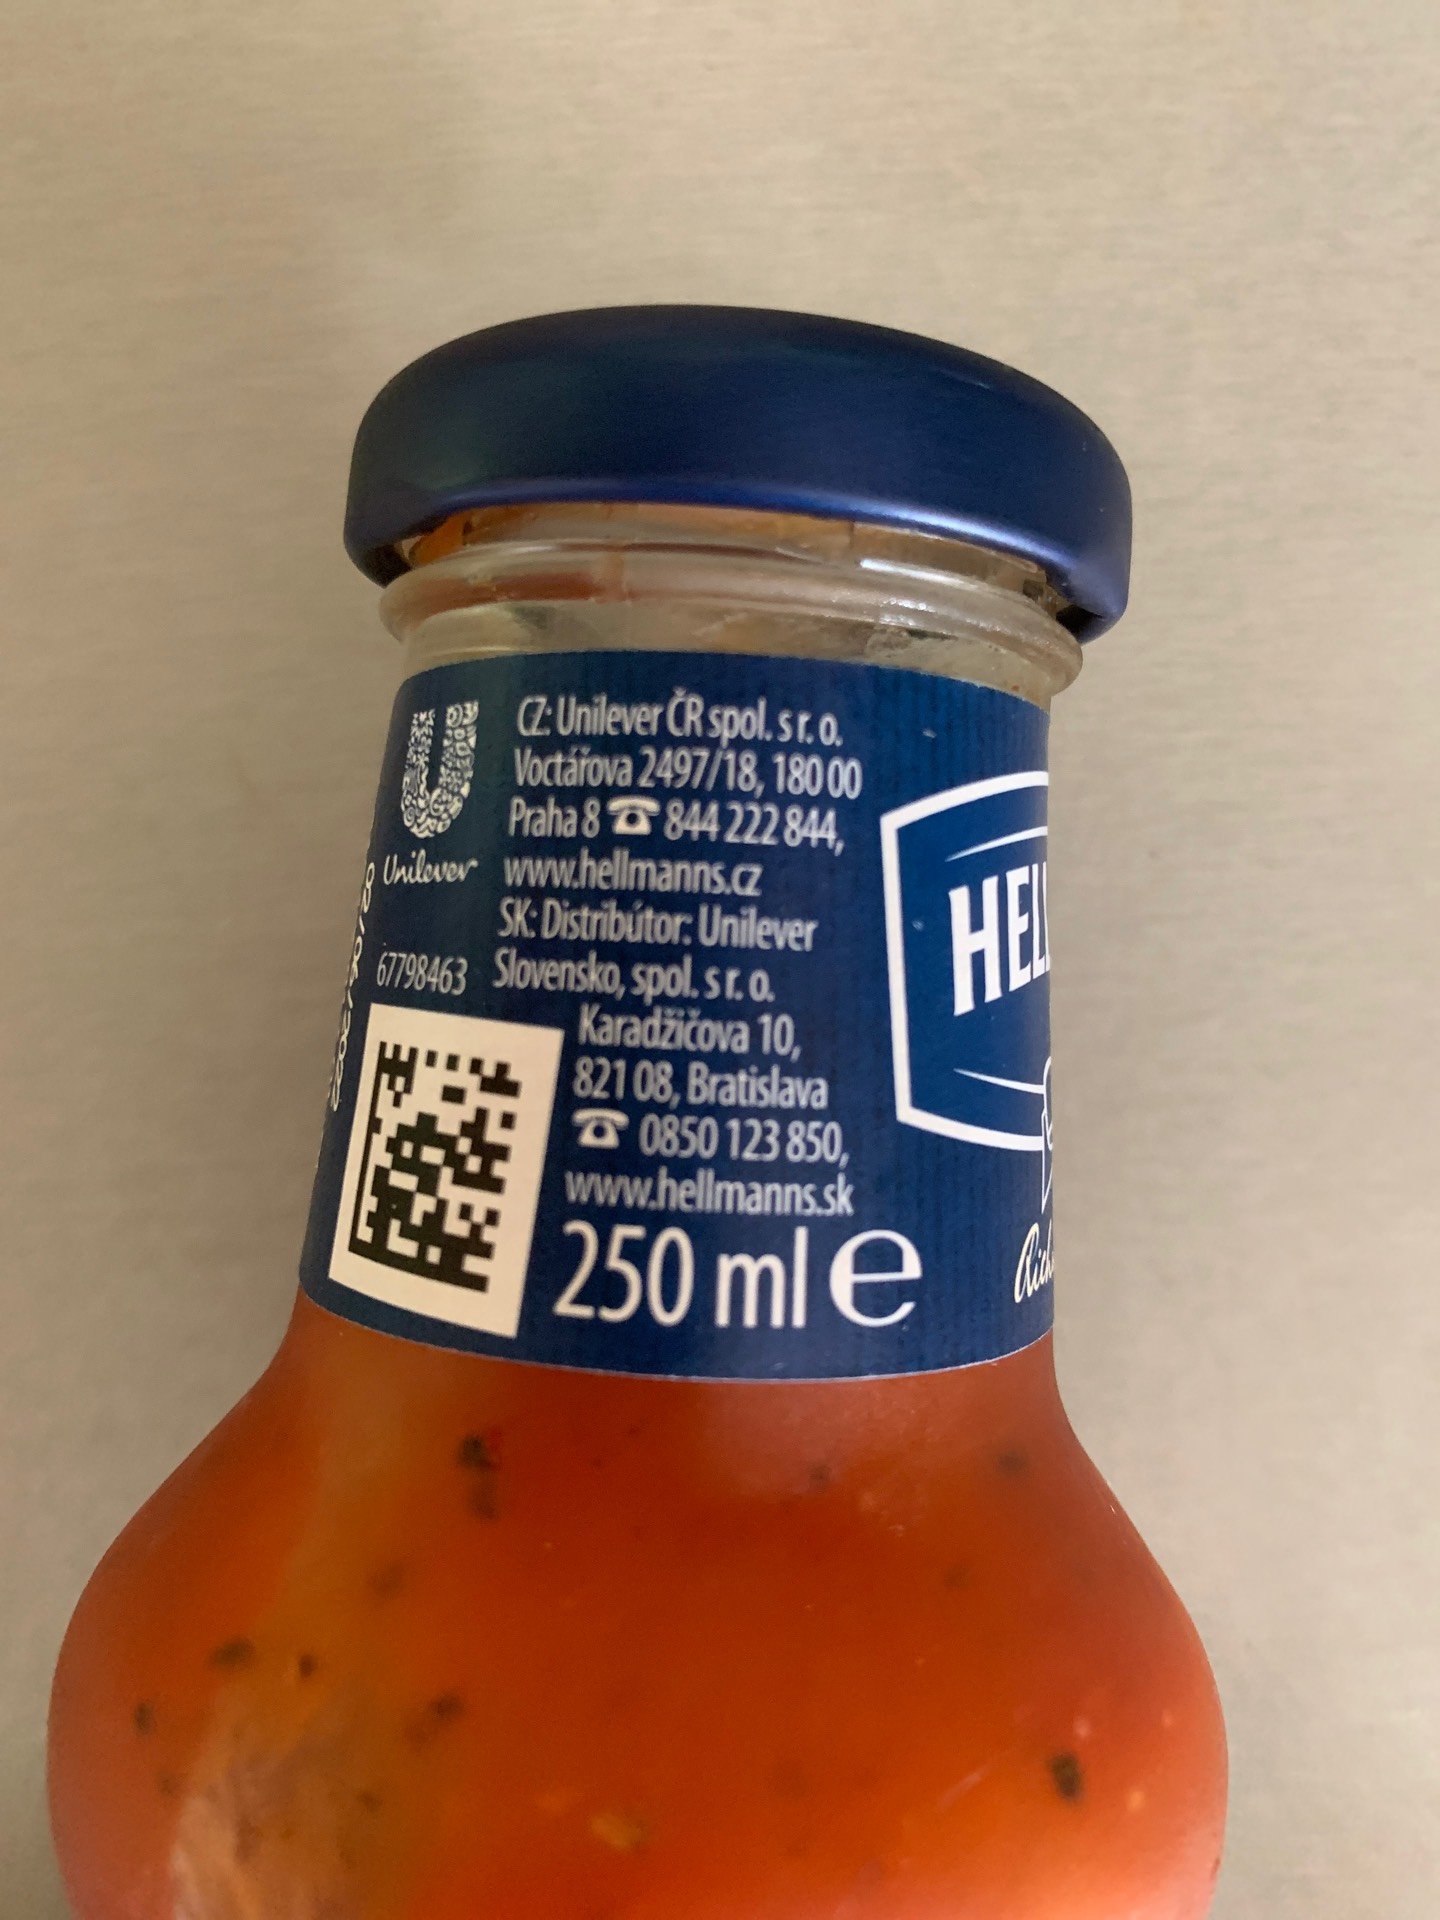 CZ: Unilever ČR spol. s r. o.
Voctářova 2497/18, 180 00
Praha 8 ☎ 844 222 844,
www.hellmanns.cz
SK: Distribútor: Unilever
Slovensko, spol. s r. o.
Karadžičova 10,
821 08, Bratislava
☎ 0850 123 850,
www.hellmanns.sk
250 ml e
Unilever
67798463
HELL